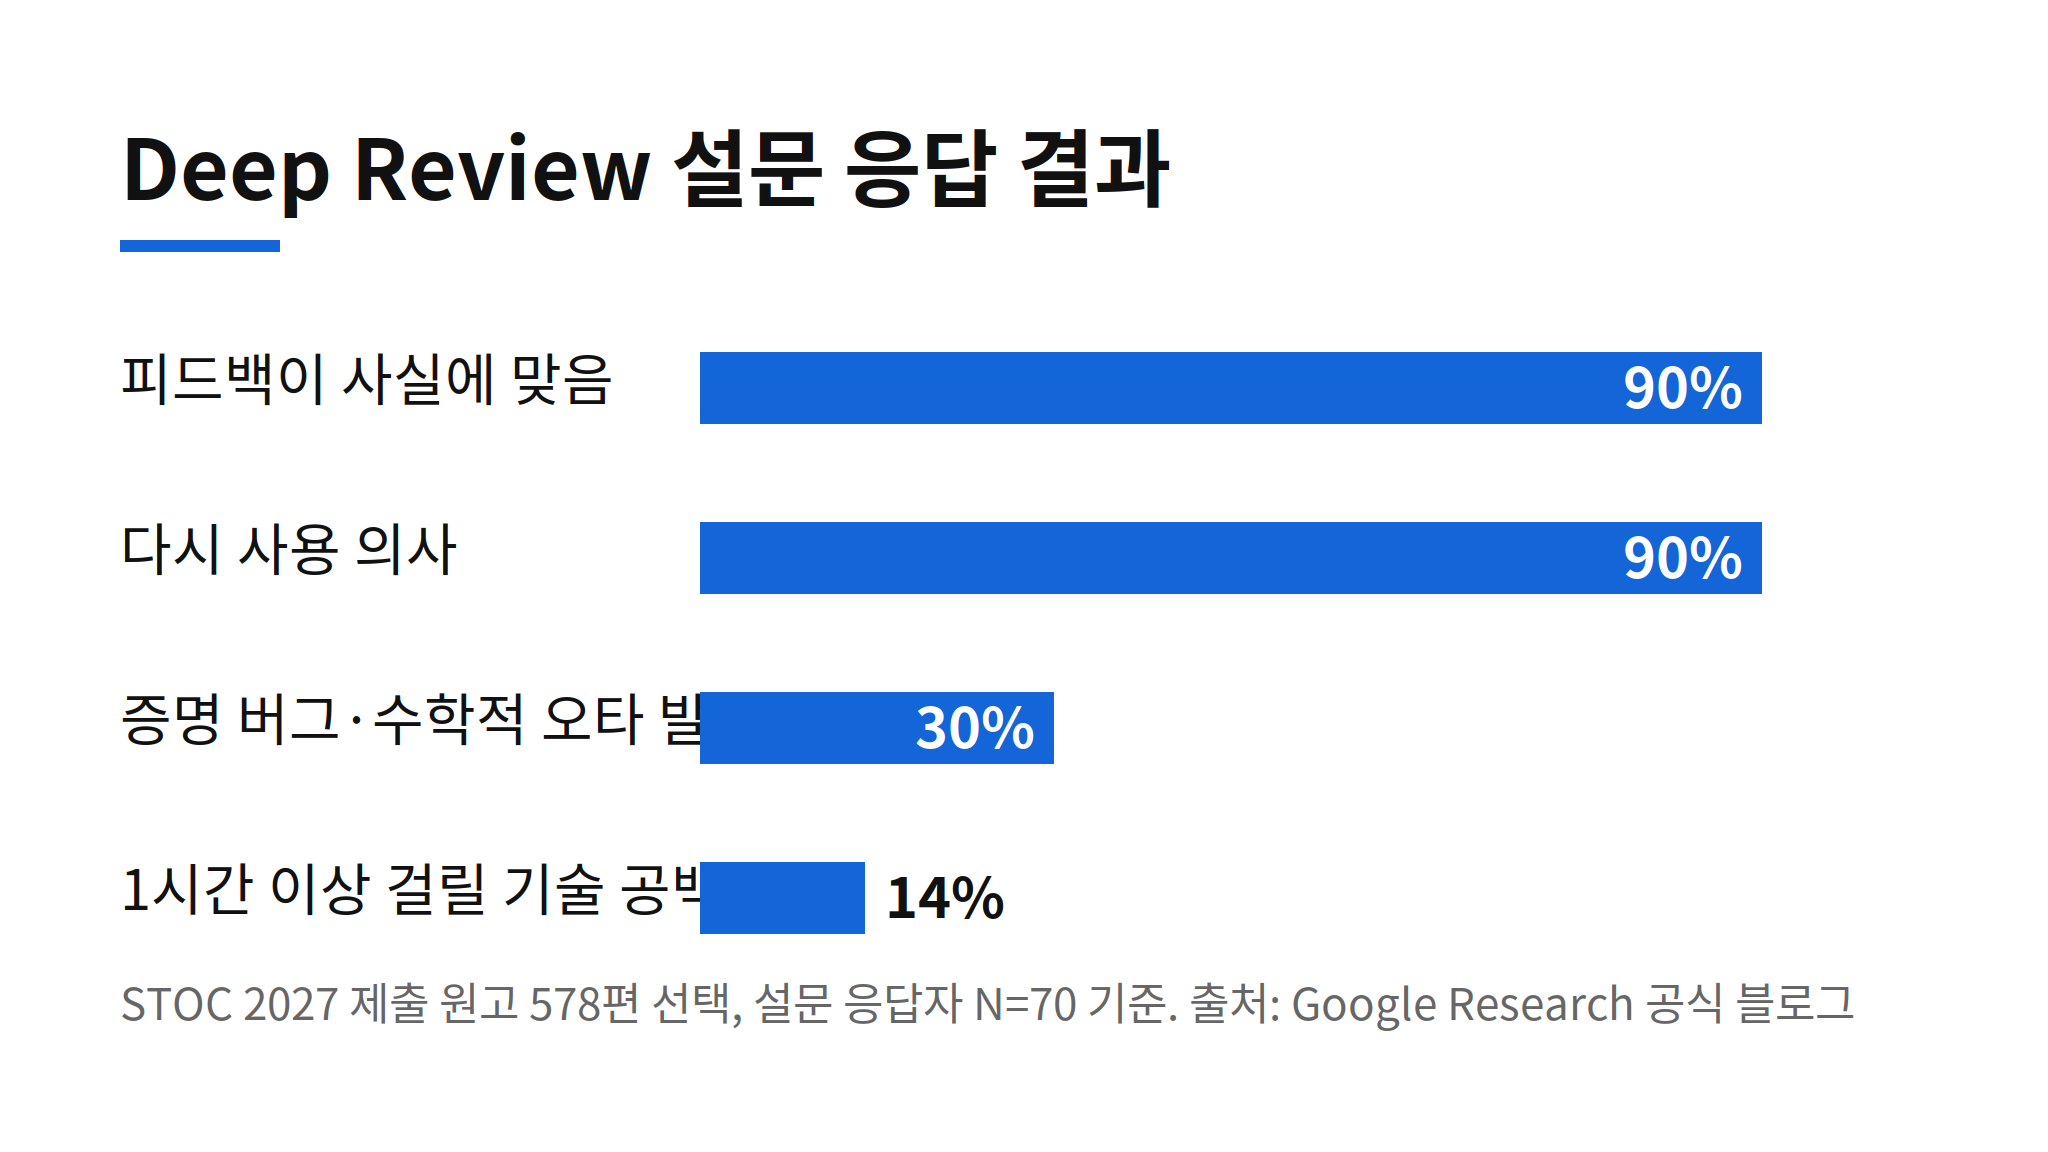 Deep Review 설문 응답 결과
피드백이 사실에 맞음 90%
다시 사용 의사 90%
증명 버그·수학적 오타 30%
1시간 이상 걸릴 기술 14%
STOC 2027 제출 원고 578편 선택, 설문 응답자 N=70 기준. 출처: Google Research 공식 블로그